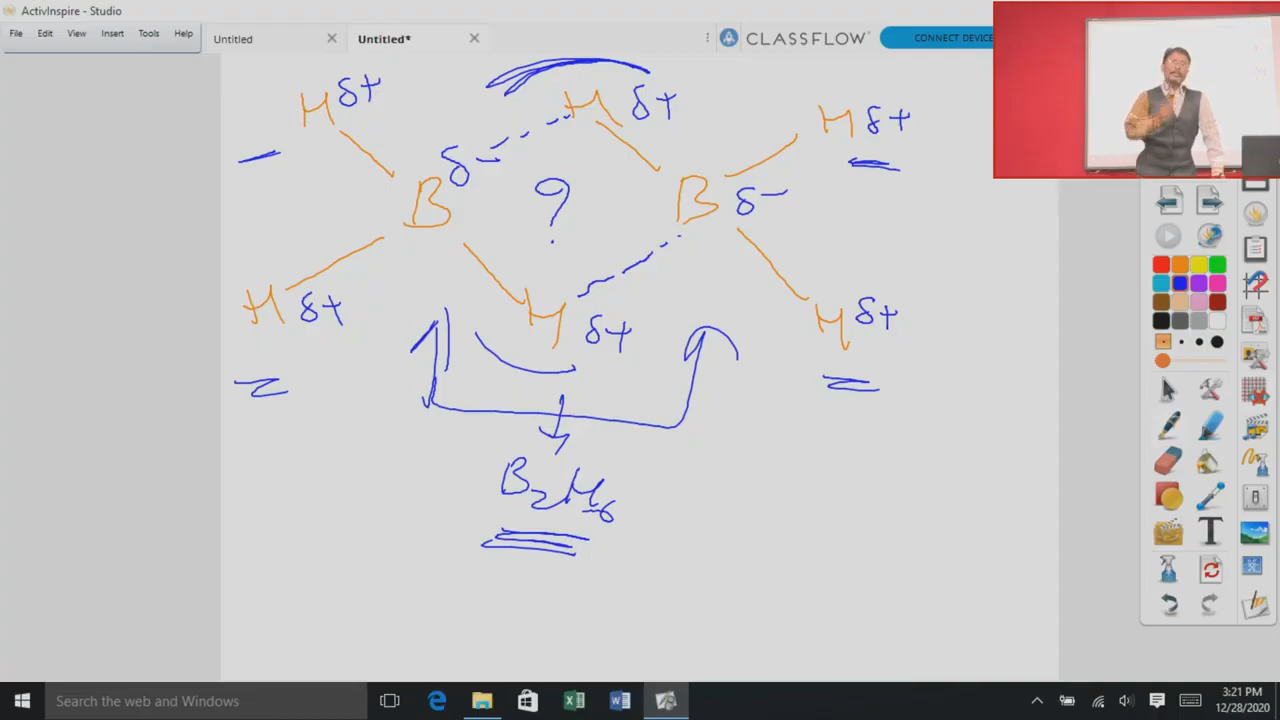 ActivInspire - Studio
File Edit View Insert Tools Help
Untitled
Untitled*
CLASSFLOW
CONNECT DEVICE
H δ+
H δ+
H δ+
δ
B
?
B δ-
H δ+
H δ+
H δ+
B₂H₆
T
Search the web and Windows
3:21 PM
12/28/2020